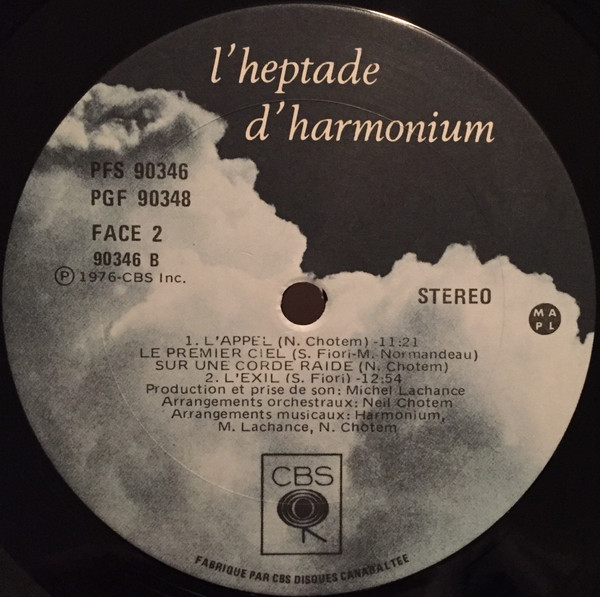 l'heptade
d'harmonium
PFS 90346
PGF 90348
FACE 2
90346 B
℗ 1976-CBS Inc.
STEREO
M A
P L
1. L'APPEL (N. Chotem) -11:21
LE PREMIER CIEL (S. Fiori-M. Normandeau)
SUR UNE CORDE RAIDE (N. Chotem)
2. L'EXIL (S. Fiori) -12:54
Production et prise de son: Michel Lachance
Arrangements orchestraux: Neil Chotem
Arrangements musicaux: Harmonium,
M. Lachance, N. Chotem
CBS
FABRIQUE PAR CBS DISQUES CANADA LTEE